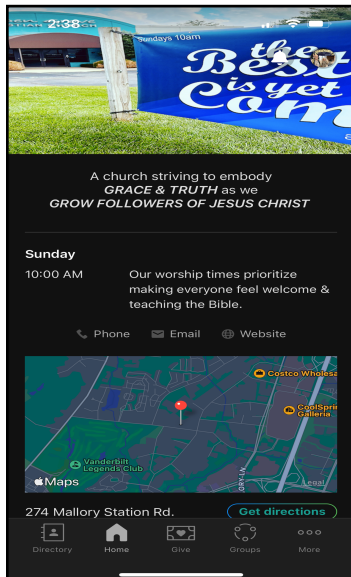 2:38
Sundays 10am
the
Best
is yet
Com
A church striving to embody
GRACE & TRUTH as we
GROW FOLLOWERS OF JESUS CHRIST
Sunday
10:00 AM
Our worship times prioritize
making everyone feel welcome &
teaching the Bible.
Phone Email Website
Costco Wholesa
CoolSpri
Galleria
Vanderbilt
Legends Club
Maps
Legal
274 Mallory Station Rd.
Get directions
Directory Home Give Groups More